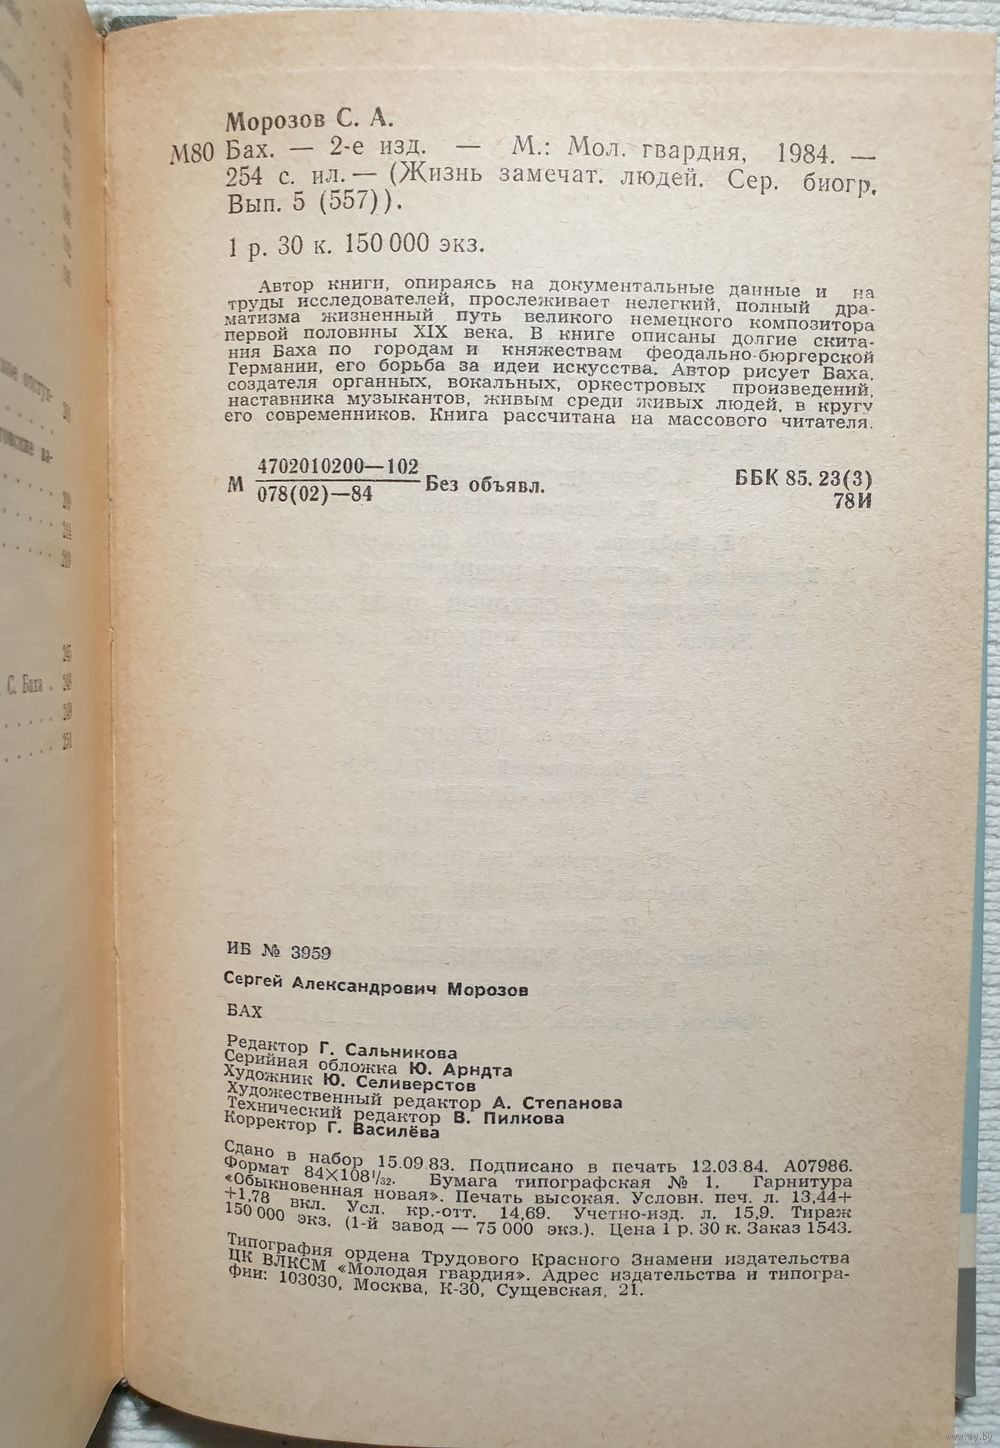 Морозов С. А.
М80 Бах. — 2-е изд. — М.: Мол. гвардия, 1984. —
254 с. ил. — (Жизнь замечат. людей. Сер. биогр.
Вып. 5 (557)).
1 р. 30 к. 150 000 экз.
Автор книги, опираясь на документальные данные и на
труды исследователей, прослеживает нелегкий, полный дра-
матизма жизненный путь великого немецкого композитора
первой половины XIX века. В книге описаны долгие скита-
ния Баха по городам и княжествам феодально-бюргерской
Германии, его борьба за идеи искусства. Автор рисует Баха,
создателя органных, вокальных, оркестровых произведений,
наставника музыкантов, живым среди живых людей, в кругу
его современников. Книга рассчитана на массового читателя.
М 4702010200—102
078(02)—84 Без объявл.
ББК 85.23(3)
78И
С. Баха . 248
249
251
ИБ № 3959
Сергей Александрович Морозов
БАХ
Редактор Г. Сальникова
Серийная обложка Ю. Арндта
Художник Ю. Селиверстов
Художественный редактор А. Степанова
Технический редактор В. Пилкова
Корректор Г. Василёва
Сдано в набор 15.09 83. Подписано в печать 12.03.84. А07986.
Формат 84×108¹/₃₂. Бумага типографская № 1. Гарнитура
«Обыкновенная новая». Печать высокая. Условн. печ. л. 13,44+
+1,78 вкл. Усл. кр.-отт. 14,69. Учетно-изд. л. 15,9. Тираж
150 000 экз. (1-й завод — 75 000 экз.). Цена 1 р. 30 к. Заказ 1543.
Типография ордена Трудового Красного Знамени издательства
ЦК ВЛКСМ «Молодая гвардия». Адрес издательства и типогра-
фии: 103030, Москва, К-30, Сущевская, 21.
www.ay.by